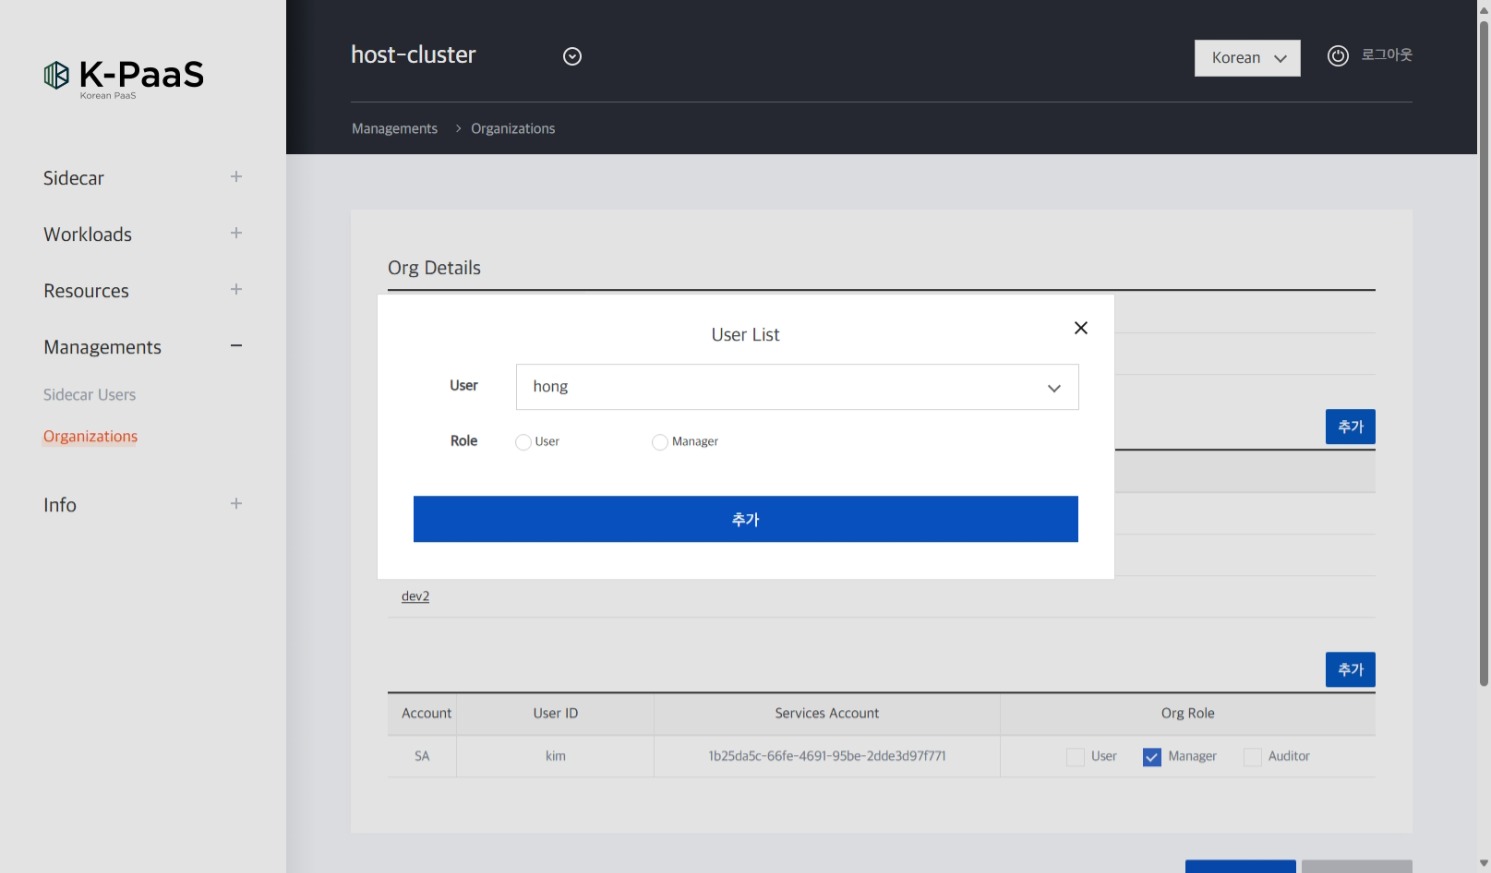 K-PaaS
Korean PaaS
host-cluster
Korean
로그아웃
Managements > Organizations
Sidecar +
Workloads +
Resources +
Managements −
Sidecar Users
Organizations
Info +
Org Details
User List
User hong
Role User Manager
추가
추가
dev2
추가
Account User ID Services Account Org Role
SA kim 1b25da5c-66fe-4691-95be-2dde3d97f771 User Manager Auditor